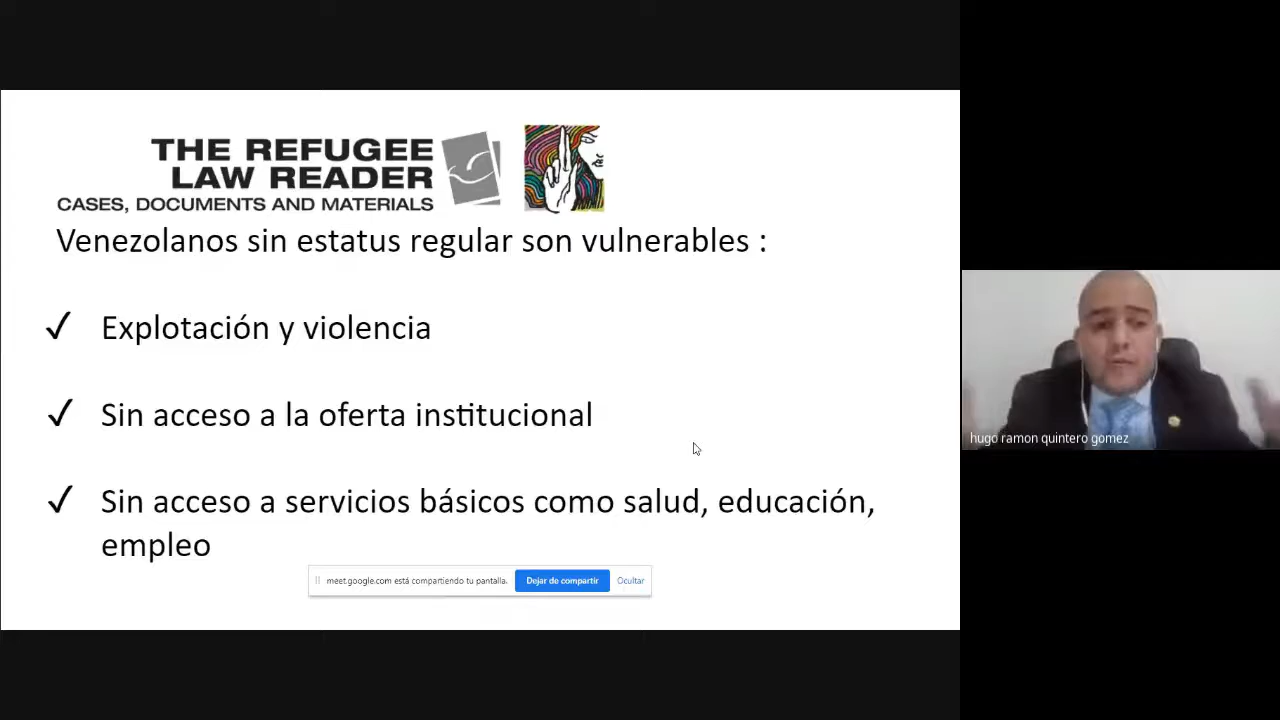 THE REFUGEE
LAW READER
CASES, DOCUMENTS AND MATERIALS
Venezolanos sin estatus regular son vulnerables :
✓ Explotación y violencia
✓ Sin acceso a la oferta institucional
✓ Sin acceso a servicios básicos como salud, educación,
empleo
meet.google.com está compartiendo tu pantalla. Dejar de compartir Ocultar
hugo ramon quintero gomez